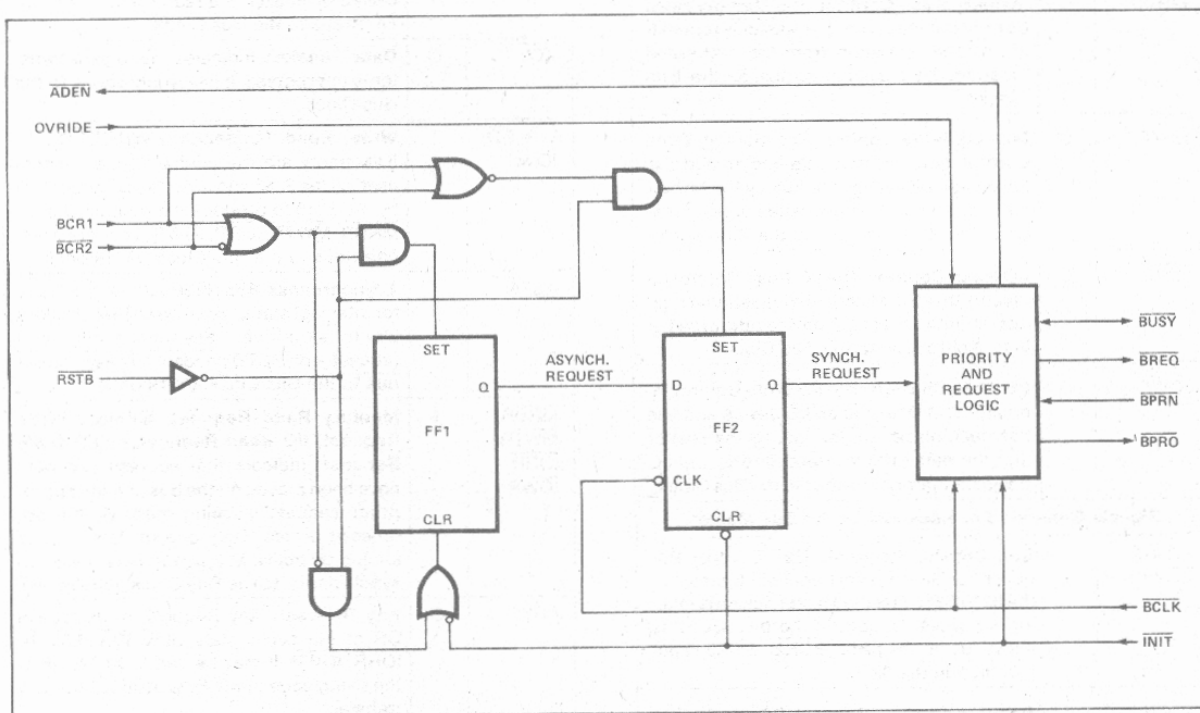 ADEN
OVRIDE
BCR1
BCR2
RSTB
SET
Q
FF1
CLR
ASYNCH.
REQUEST
SET
D
Q
FF2
CLK
CLR
SYNCH.
REQUEST
PRIORITY
AND
REQUEST
LOGIC
BUSY
BREQ
BPRN
BPRO
BCLK
INIT